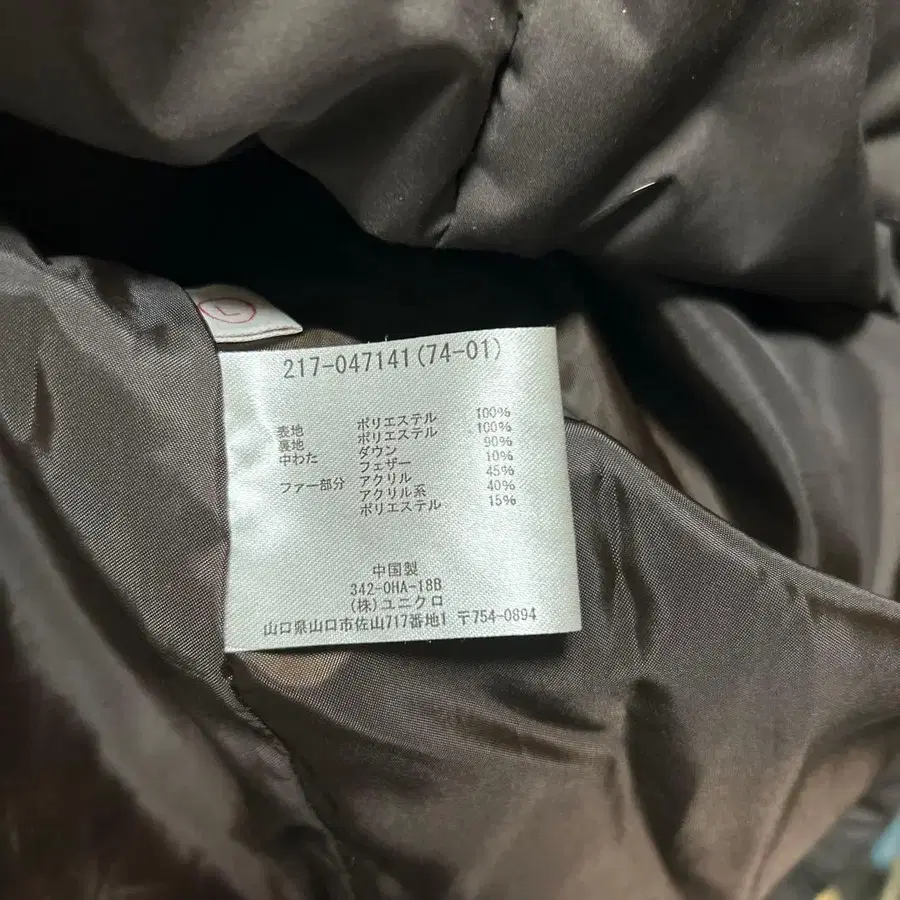 L
217-047141(74-01)
表地 ポリエステル 100%
裏地 ポリエステル 100%
中わた ダウン 90%
フェザー 10%
ファー部分 アクリル 45%
アクリル系 40%
ポリエステル 15%
中国製
342-OHA-18B
(株)ユニクロ
山口県山口市佐山717番地1 〒754-0894